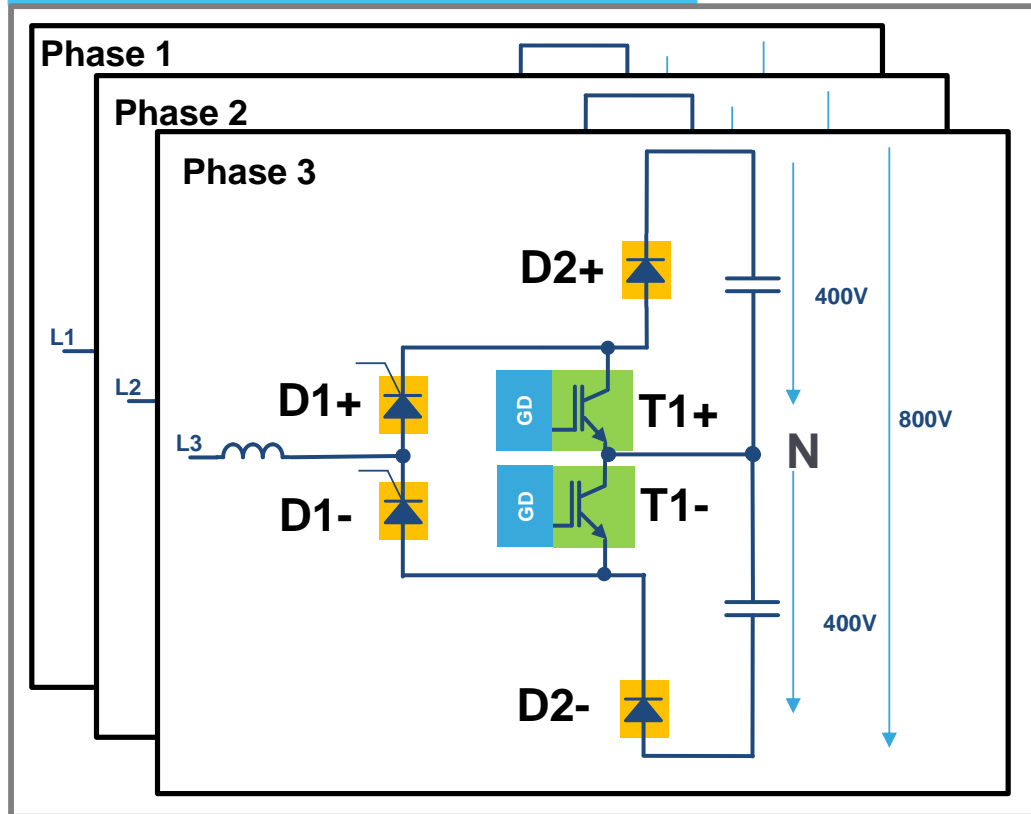 Phase 1
Phase 2
Phase 3
D2+
400V
L1
L2
D1+
GD
T1+
800V
L3
N
D1-
GD
T1-
400V
D2-